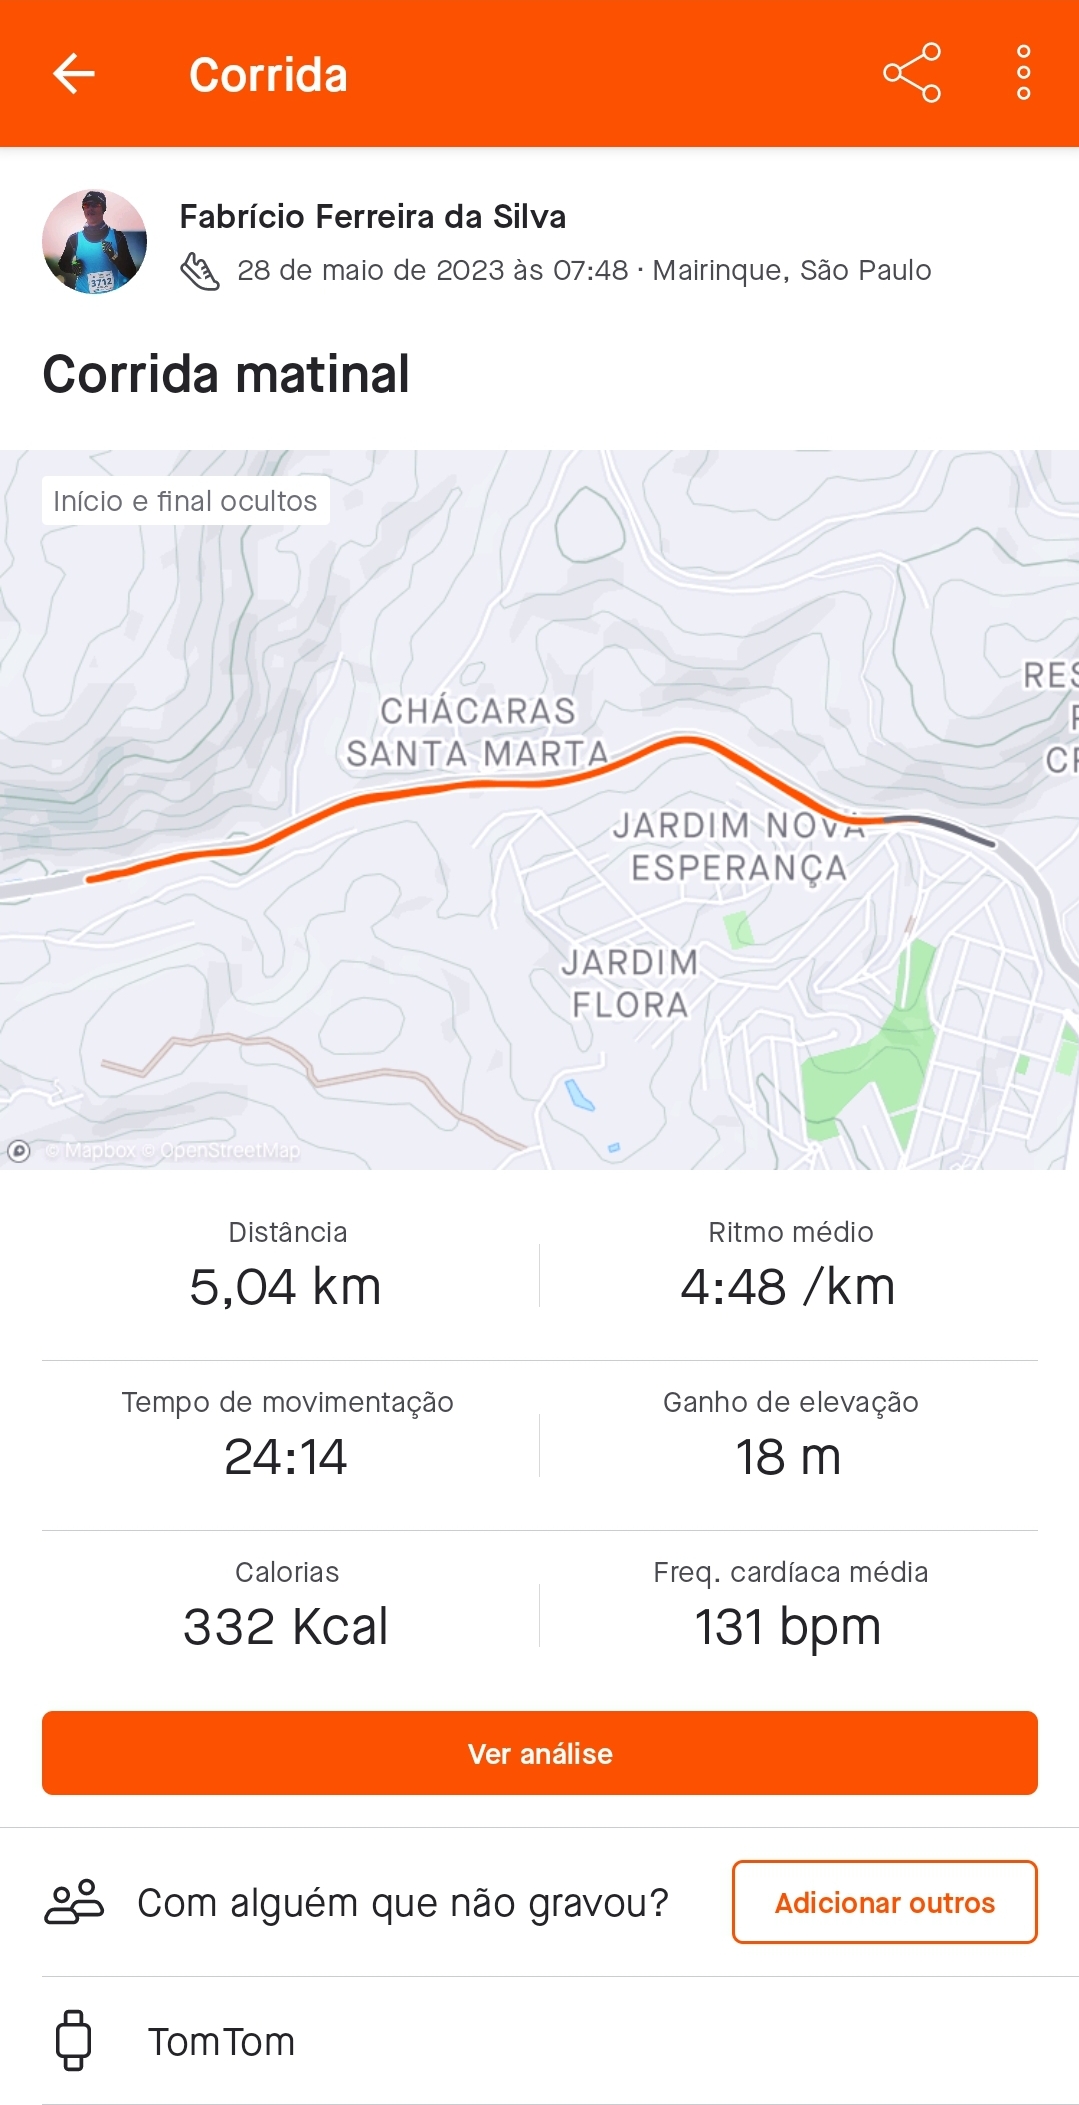 Corrida
Fabrício Ferreira da Silva
3712
28 de maio de 2023 às 07:48 · Mairinque, São Paulo
Corrida matinal
Início e final ocultos
RES
CHÁCARAS
SANTA MARTA
JARDIM NOVA
ESPERANÇA
JARDIM
FLORA
© Mapbox © OpenStreetMap
Distância
5,04 km
Ritmo médio
4:48 /km
Tempo de movimentação
24:14
Ganho de elevação
18 m
Calorias
332 Kcal
Freq. cardíaca média
131 bpm
Ver análise
Com alguém que não gravou?
Adicionar outros
TomTom